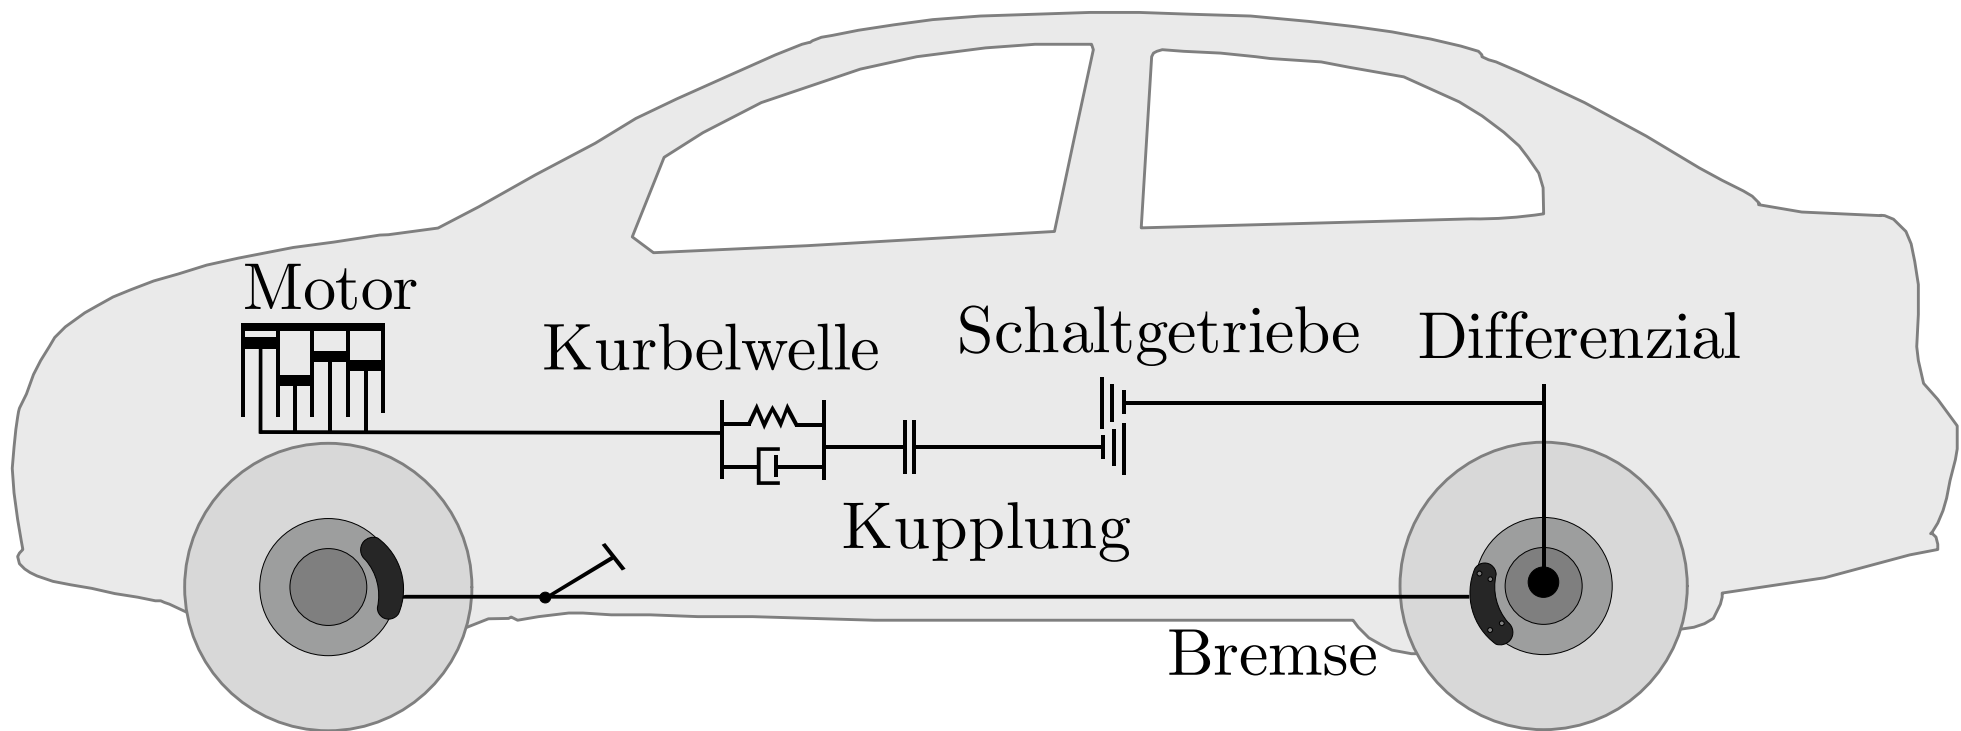 Motor
Kurbelwelle
Schaltgetriebe
Differenzial
Kupplung
Bremse